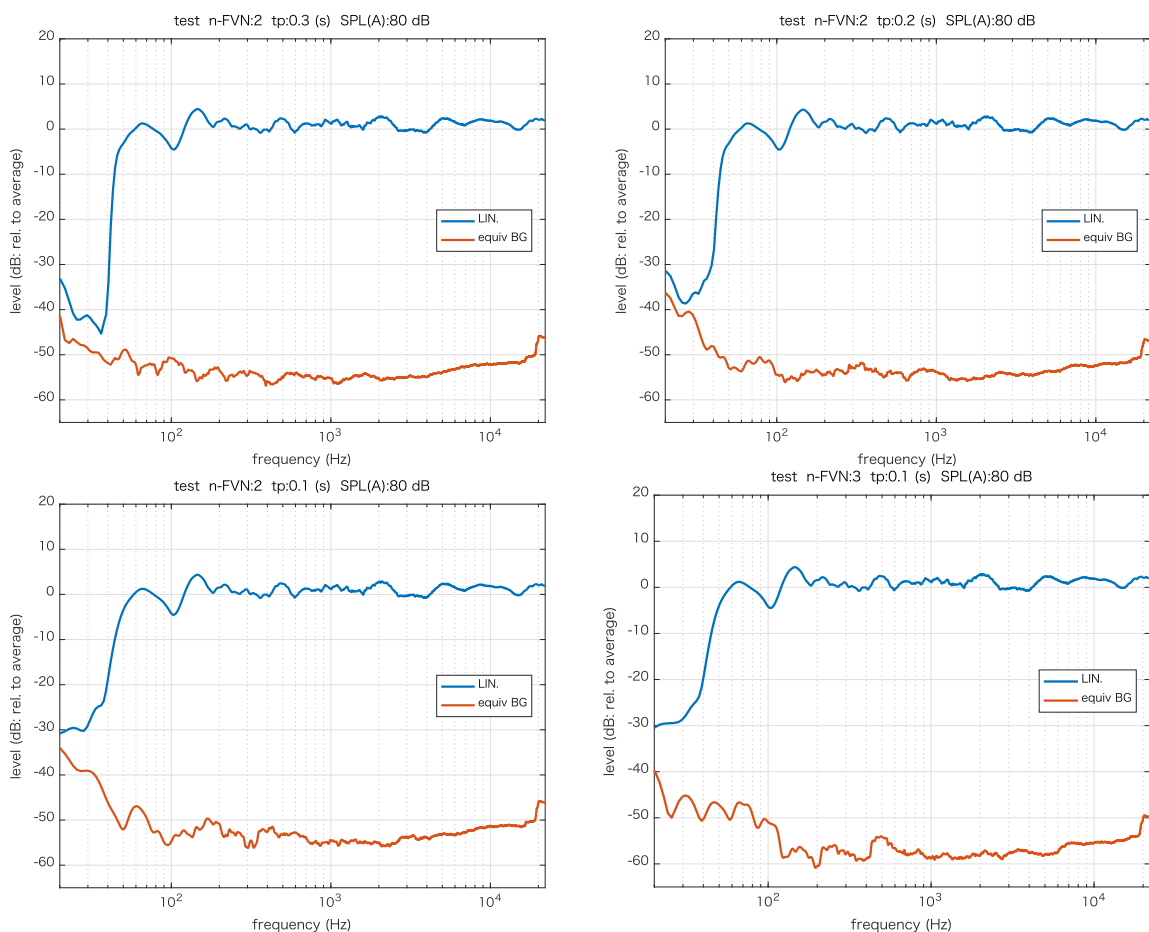 test n-FVN:2 tp:0.3 (s) SPL(A):80 dB
20
10
0
-10
-20
-30
-40
-50
-60
level (dB: rel. to average)
LIN.
equiv BG
10²
10³
10⁴
frequency (Hz)
test n-FVN:2 tp:0.2 (s) SPL(A):80 dB
20
10
0
-10
-20
-30
-40
-50
-60
level (dB: rel. to average)
LIN.
equiv BG
10²
10³
10⁴
frequency (Hz)
test n-FVN:2 tp:0.1 (s) SPL(A):80 dB
20
10
0
-10
-20
-30
-40
-50
-60
level (dB: rel. to average)
LIN.
equiv BG
10²
10³
10⁴
frequency (Hz)
test n-FVN:3 tp:0.1 (s) SPL(A):80 dB
20
10
0
-10
-20
-30
-40
-50
-60
level (dB: rel. to average)
LIN.
equiv BG
10²
10³
10⁴
frequency (Hz)